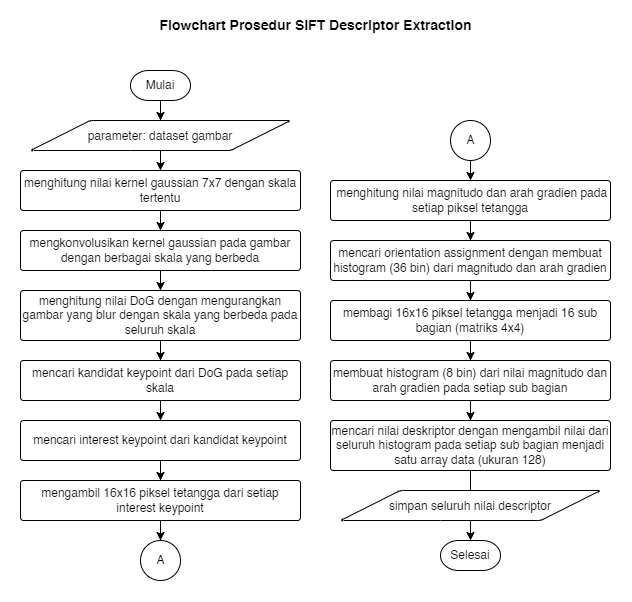 Flowchart Prosedur SIFT Descriptor Extraction
Mulai
parameter: dataset gambar
menghitung nilai kernel gaussian 7x7 dengan skala
tertentu
mengkonvolusikan kernel gaussian pada gambar
dengan berbagai skala yang berbeda
menghitung nilai DoG dengan mengurangkan
gambar yang blur dengan skala yang berbeda pada
seluruh skala
mencari kandidat keypoint dari DoG pada setiap
skala
mencari interest keypoint dari kandidat keypoint
mengambil 16x16 piksel tetangga dari setiap
interest keypoint
A
A
menghitung nilai magnitudo dan arah gradien pada
setiap piksel tetangga
mencari orientation assignment dengan membuat
histogram (36 bin) dari magnitudo dan arah gradien
membagi 16x16 piksel tetangga menjadi 16 sub
bagian (matriks 4x4)
membuat histogram (8 bin) dari nilai magnitudo dan
arah gradien pada setiap sub bagian
mencari nilai deskriptor dengan mengambil nilai dari
seluruh histogram pada setiap sub bagian menjadi
satu array data (ukuran 128)
simpan seluruh nilai descriptor
Selesai